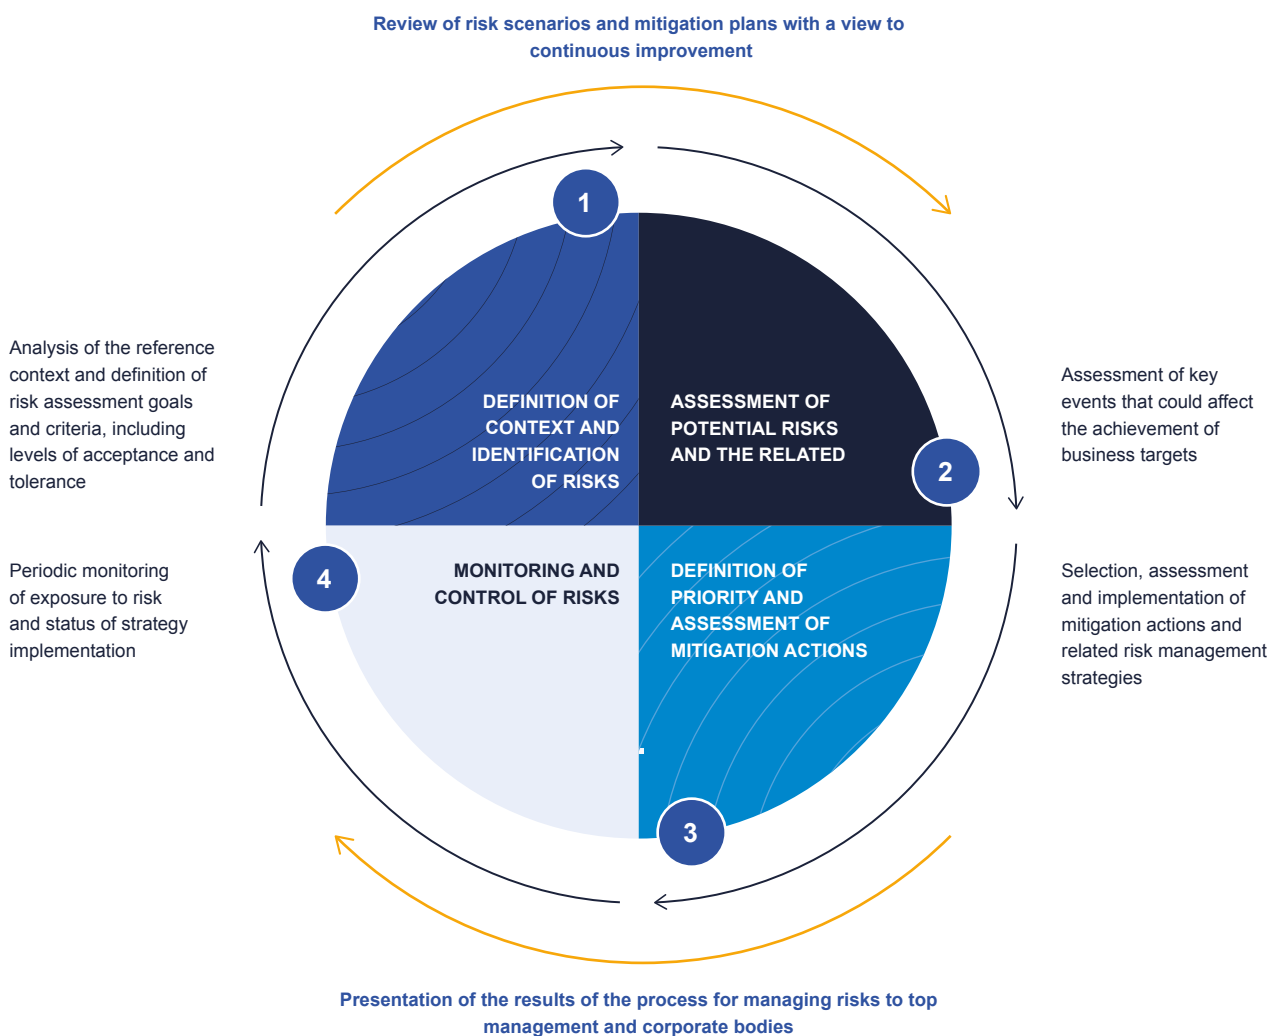 Review of risk scenarios and mitigation plans with a view to
continuous improvement
1
Analysis of the reference
context and definition of
risk assessment goals
and criteria, including
levels of acceptance and
tolerance
DEFINITION OF
CONTEXT AND
IDENTIFICATION
OF RISKS
ASSESSMENT OF
POTENTIAL RISKS
AND THE RELATED
2
Assessment of key
events that could affect
the achievement of
business targets
Periodic monitoring
of exposure to risk
and status of strategy
implementation
4
MONITORING AND
CONTROL OF RISKS
DEFINITION OF
PRIORITY AND
ASSESSMENT OF
MITIGATION ACTIONS
Selection, assessment
and implementation of
mitigation actions and
related risk management
strategies
3
Presentation of the results of the process for managing risks to top
management and corporate bodies